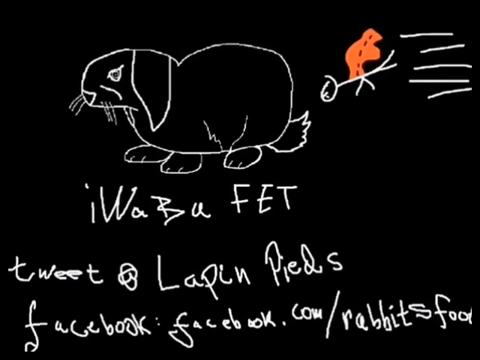 iWaBu FET
tweet @ Lapin Pieds
facebook: facebook.com/rabbitsfoo